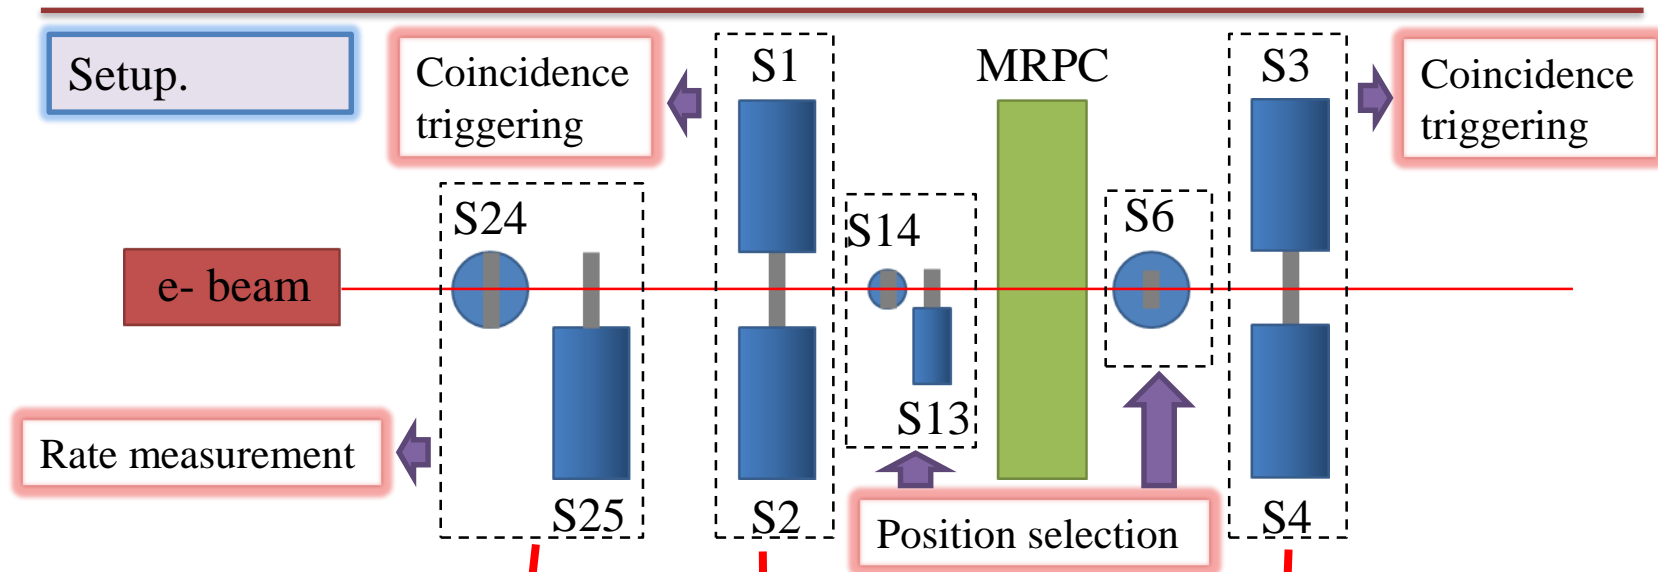 Setup.
Coincidence
triggering
S1
MRPC
S3
Coincidence
triggering
S24
S14
S6
e- beam
S13
Rate measurement
S25
S2
Position selection
S4